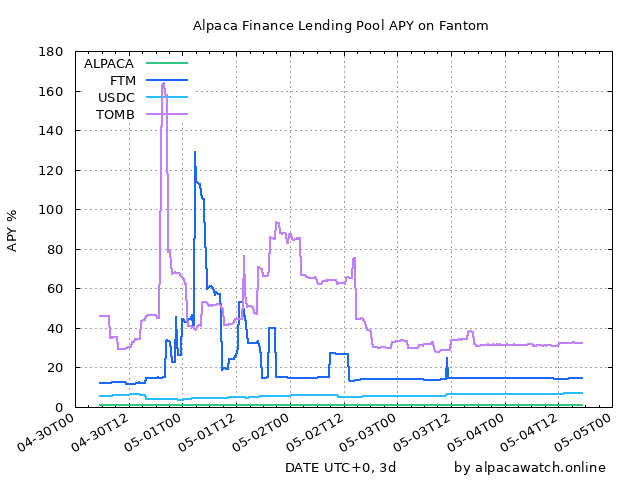 Alpaca Finance Lending Pool APY on Fantom
180
160
140
120
100
80
60
40
20
0
APY %
ALPACA
FTM
USDC
TOMB
04-30T00
04-30T12
05-01T00
05-01T12
05-02T00
05-02T12
05-03T00
05-03T12
05-04T00
05-04T12
05-05T00
DATE UTC+0, 3d
by alpacawatch.online